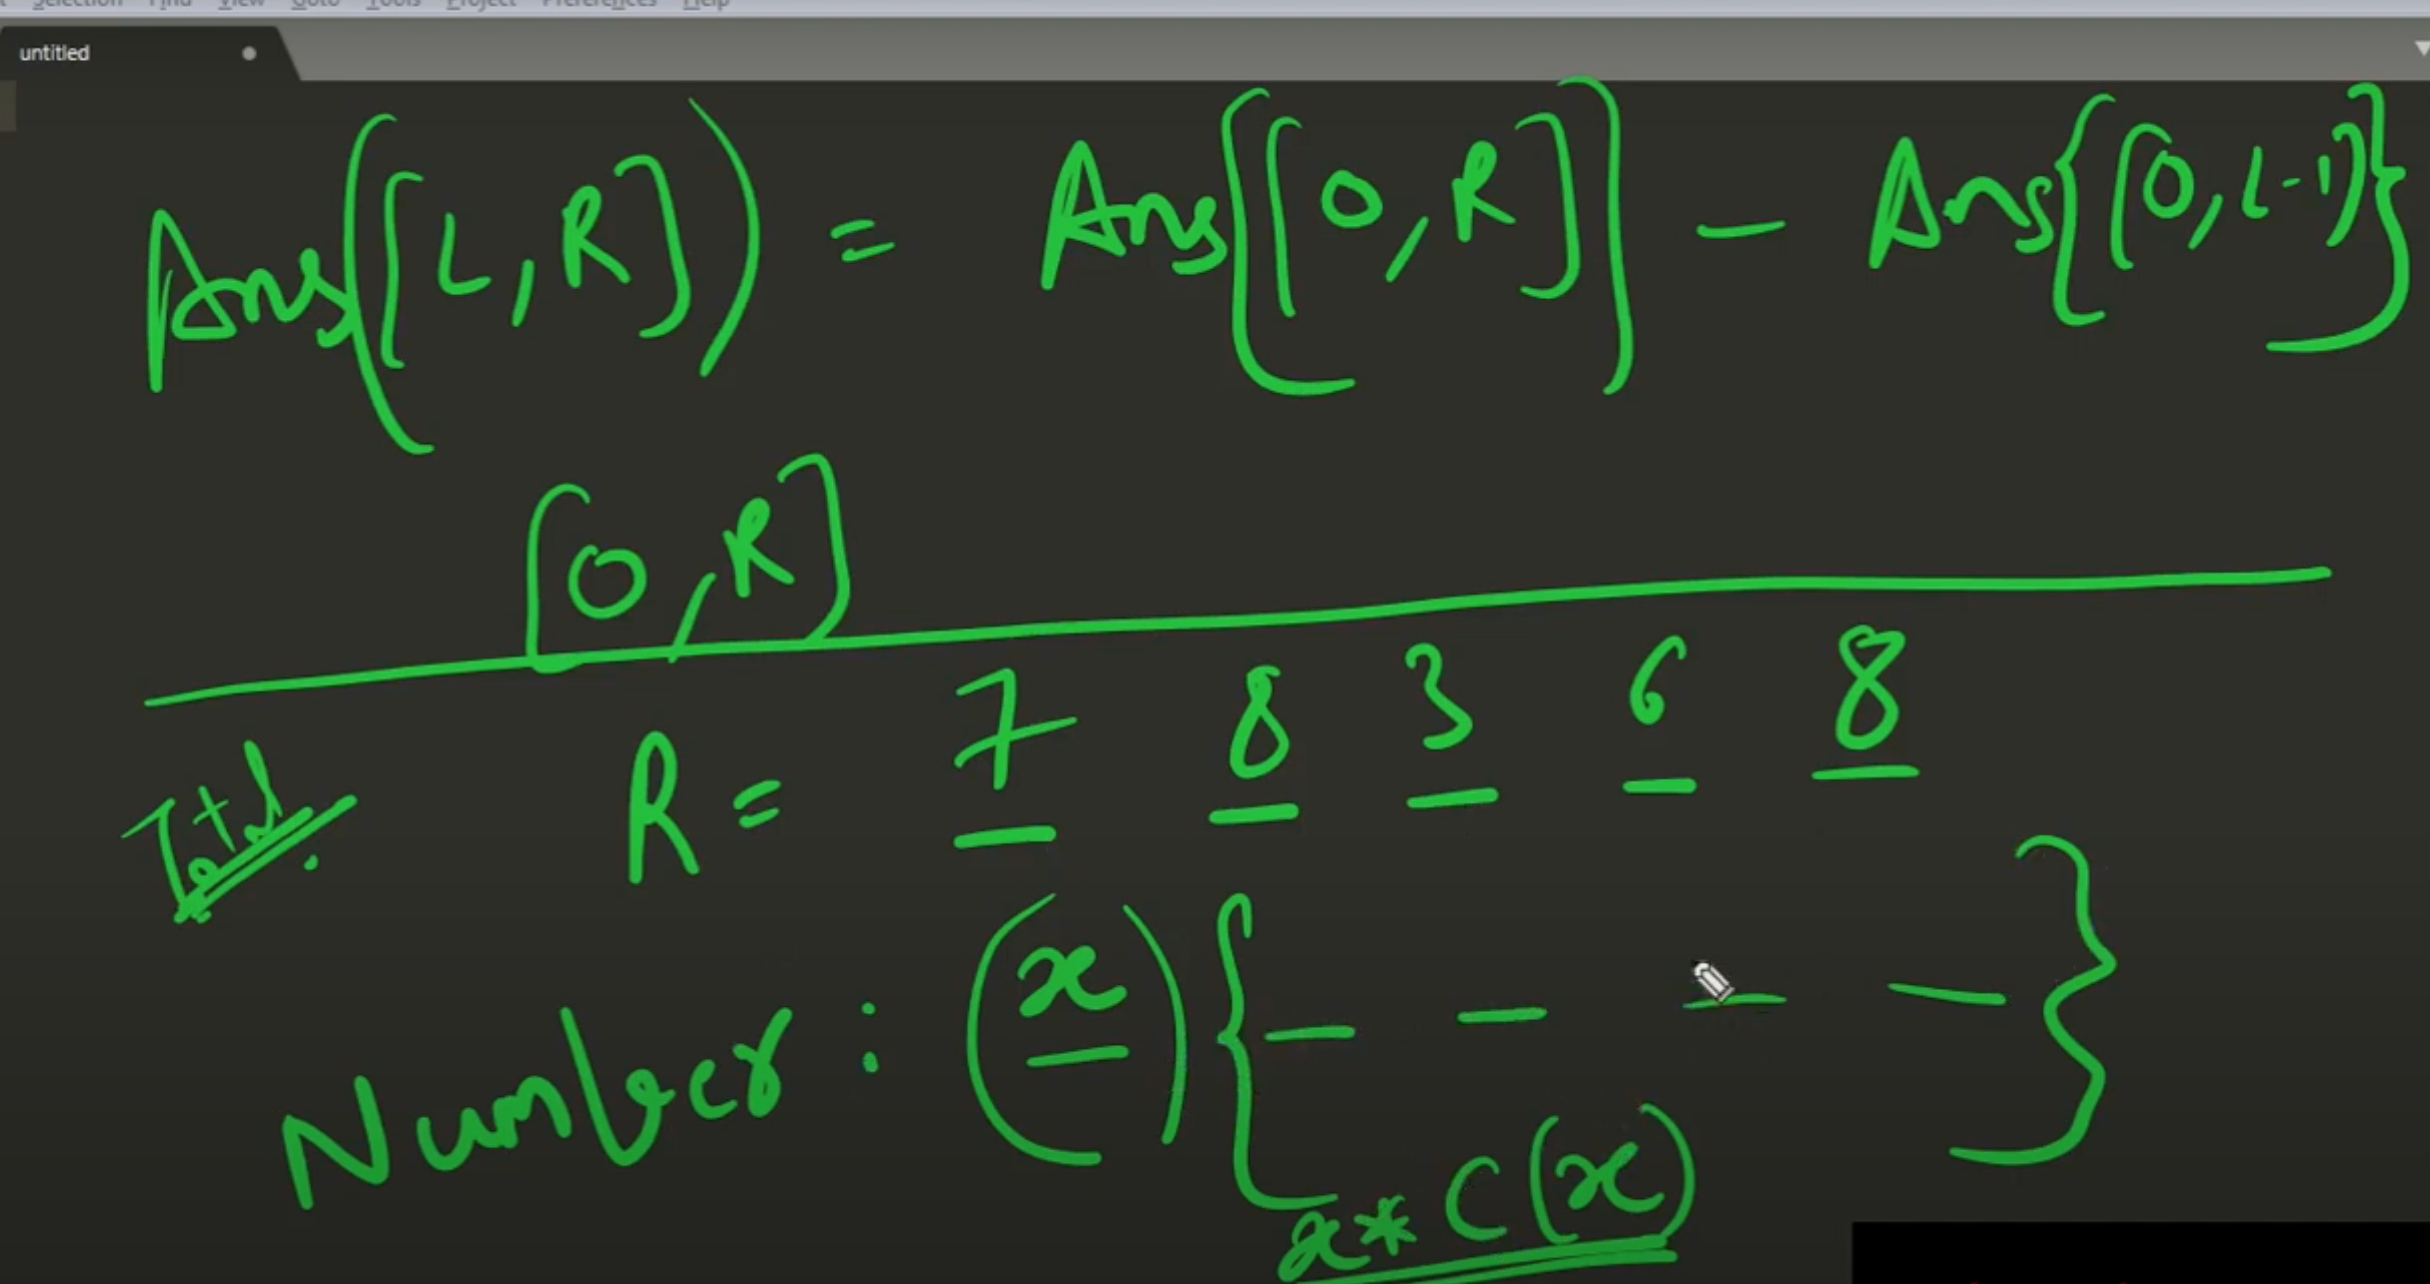 Selection Find View Goto Tools Project Preferences Help
untitled
Ans([L,R]) = Ans{[0,R]} - Ans{[0,L-1]}
[0,R]
Total R = 7 8 3 6 8
Number : (x) { _ _ _ _ }
x * C(x)